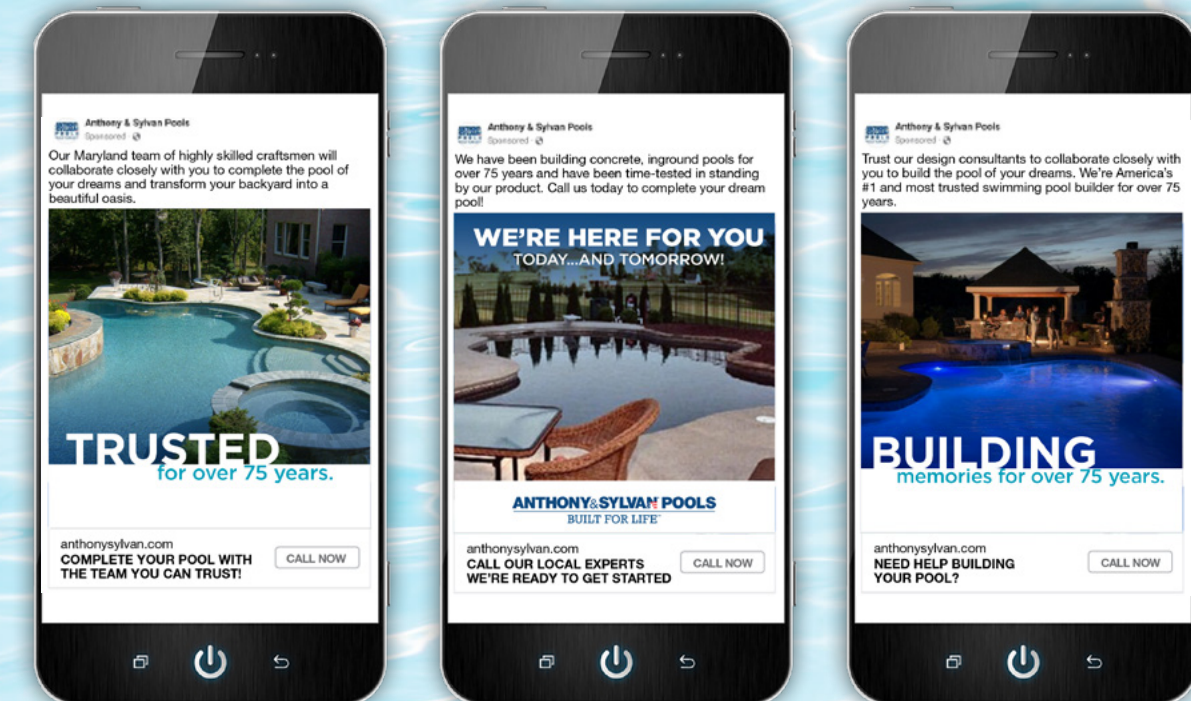 Anthony & Sylvan Pools
Sponsored
Our Maryland team of highly skilled craftsmen will
collaborate closely with you to complete the pool of
your dreams and transform your backyard into a
beautiful oasis.
TRUSTED
for over 75 years.
anthonysylvan.com
COMPLETE YOUR POOL WITH
THE TEAM YOU CAN TRUST!
CALL NOW
Anthony & Sylvan Pools
Sponsored
We have been building concrete, inground pools for
over 75 years and have been time-tested in standing
by our product. Call us today to complete your dream
pool!
WE'RE HERE FOR YOU
TODAY...AND TOMORROW!
ANTHONY&SYLVAN POOLS
BUILT FOR LIFE
anthonysylvan.com
CALL OUR LOCAL EXPERTS
WE'RE READY TO GET STARTED
CALL NOW
Anthony & Sylvan Pools
Sponsored
Trust our design consultants to collaborate closely with
you to build the pool of your dreams. We're America's
#1 and most trusted swimming pool builder for over 75
years.
BUILDING
memories for over 75 years.
anthonysylvan.com
NEED HELP BUILDING
YOUR POOL?
CALL NOW